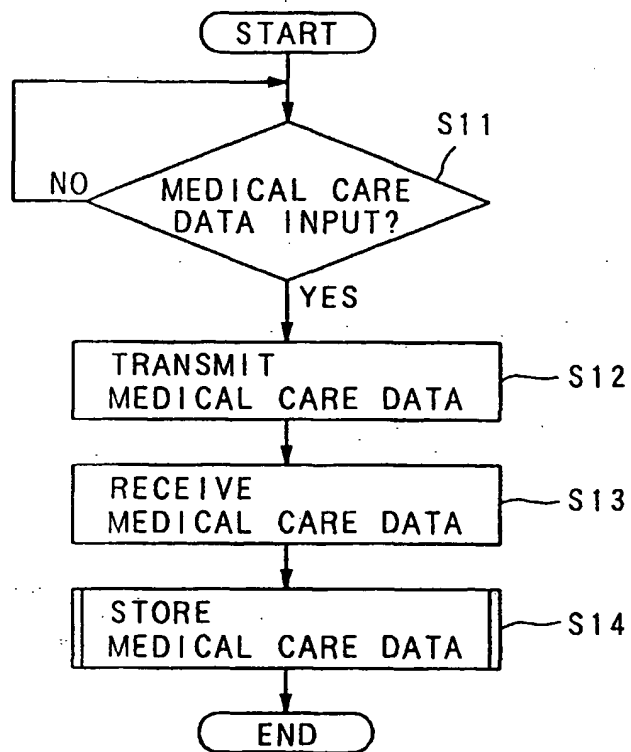 START
S11
NO
MEDICAL CARE
DATA INPUT?
YES
TRANSMIT
MEDICAL CARE DATA
S12
RECEIVE
MEDICAL CARE DATA
S13
STORE
MEDICAL CARE DATA
S14
END